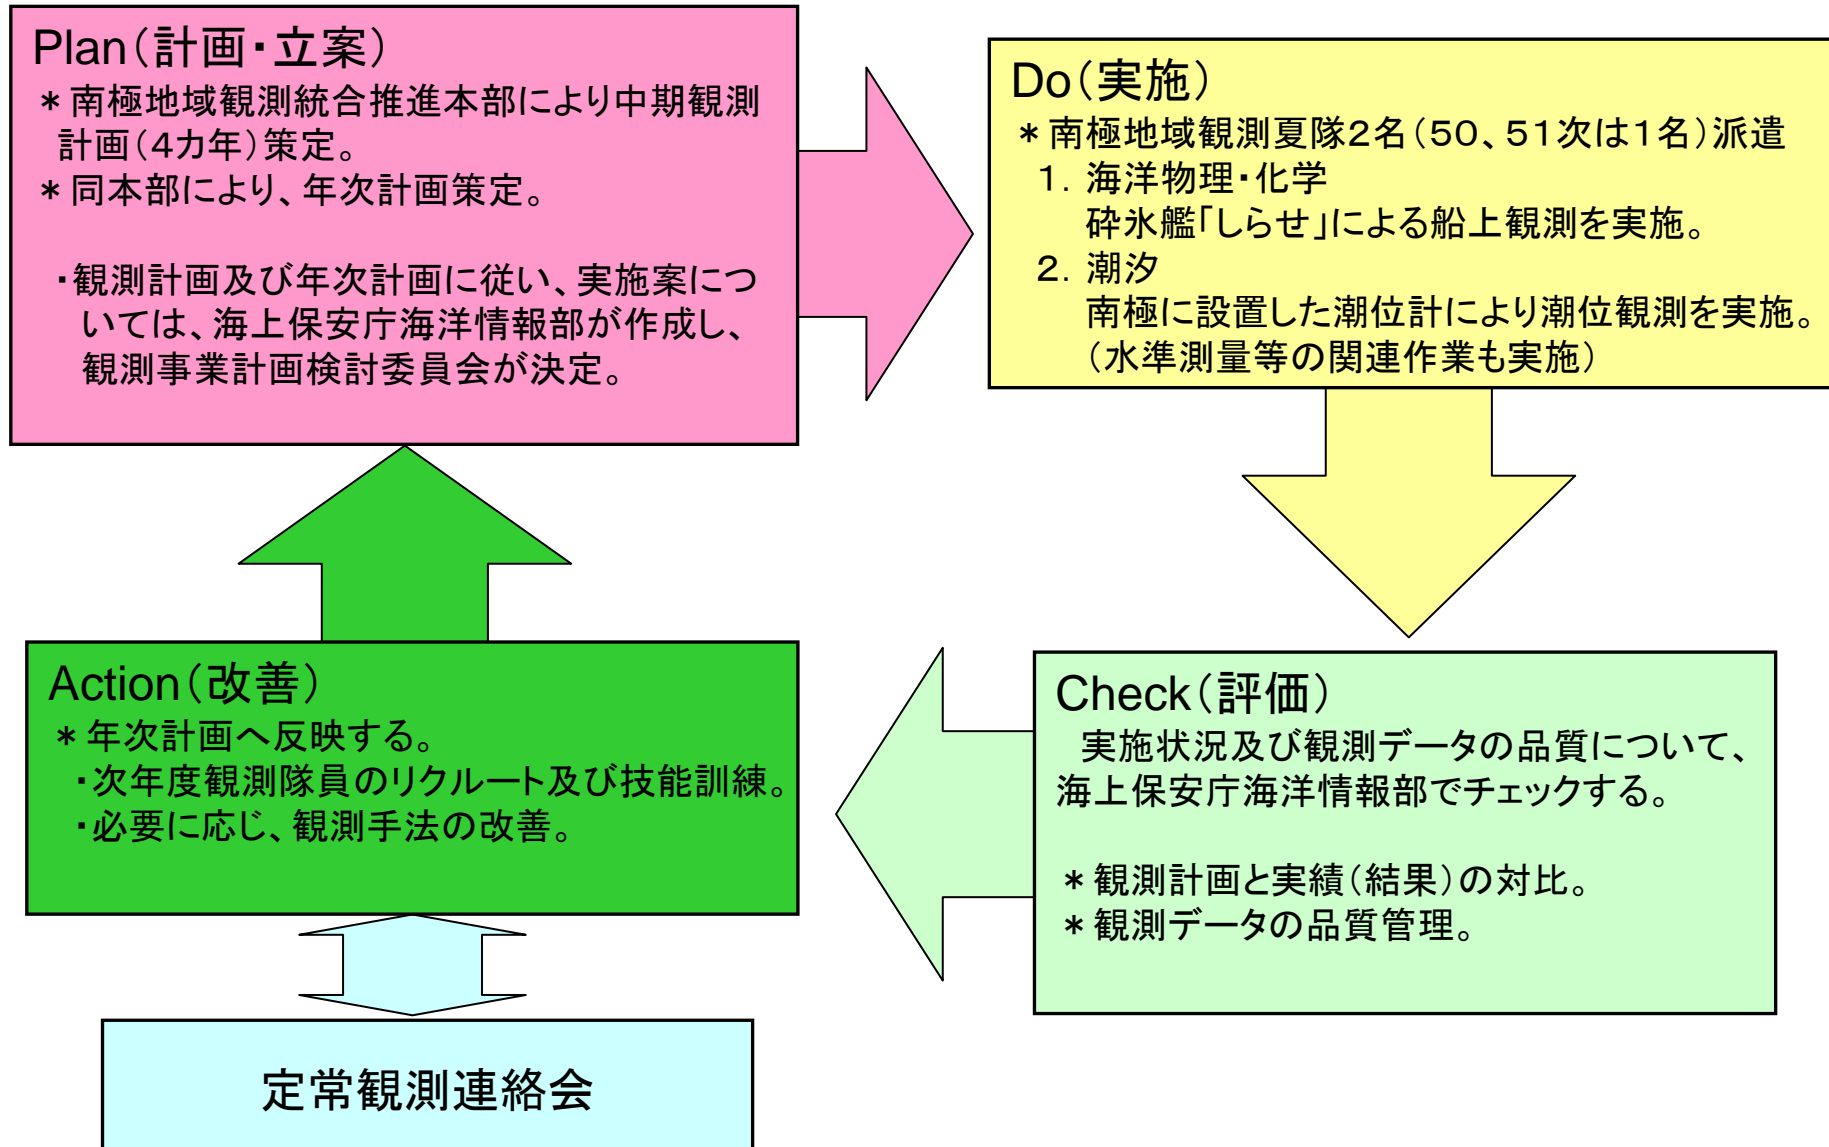 Plan(計画・立案)
＊南極地域観測統合推進本部により中期観測
計画(4カ年)策定。
＊同本部により、年次計画策定。
・観測計画及び年次計画に従い、実施案につ
いては、海上保安庁海洋情報部が作成し、
観測事業計画検討委員会が決定。
Do(実施)
＊南極地域観測夏隊2名(50、51次は1名)派遣
1. 海洋物理・化学
砕氷艦「しらせ」による船上観測を実施。
2. 潮汐
南極に設置した潮位計により潮位観測を実施。
(水準測量等の関連作業も実施)
Check(評価)
実施状況及び観測データの品質について、
海上保安庁海洋情報部でチェックする。
＊観測計画と実績(結果)の対比。
＊観測データの品質管理。
Action(改善)
＊年次計画へ反映する。
・次年度観測隊員のリクルート及び技能訓練。
・必要に応じ、観測手法の改善。
定常観測連絡会